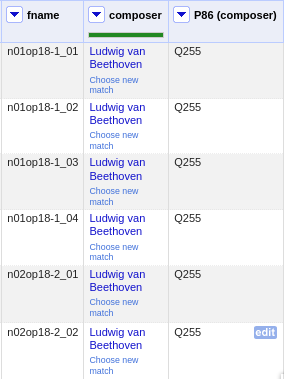 fname composer P86 (composer)
n01op18-1_01 Ludwig van Q255
Beethoven
Choose new
match
n01op18-1_02 Ludwig van Q255
Beethoven
Choose new
match
n01op18-1_03 Ludwig van Q255
Beethoven
Choose new
match
n01op18-1_04 Ludwig van Q255
Beethoven
Choose new
match
n02op18-2_01 Ludwig van Q255
Beethoven
Choose new
match
n02op18-2_02 Ludwig van Q255 edit
Beethoven
Choose new
match